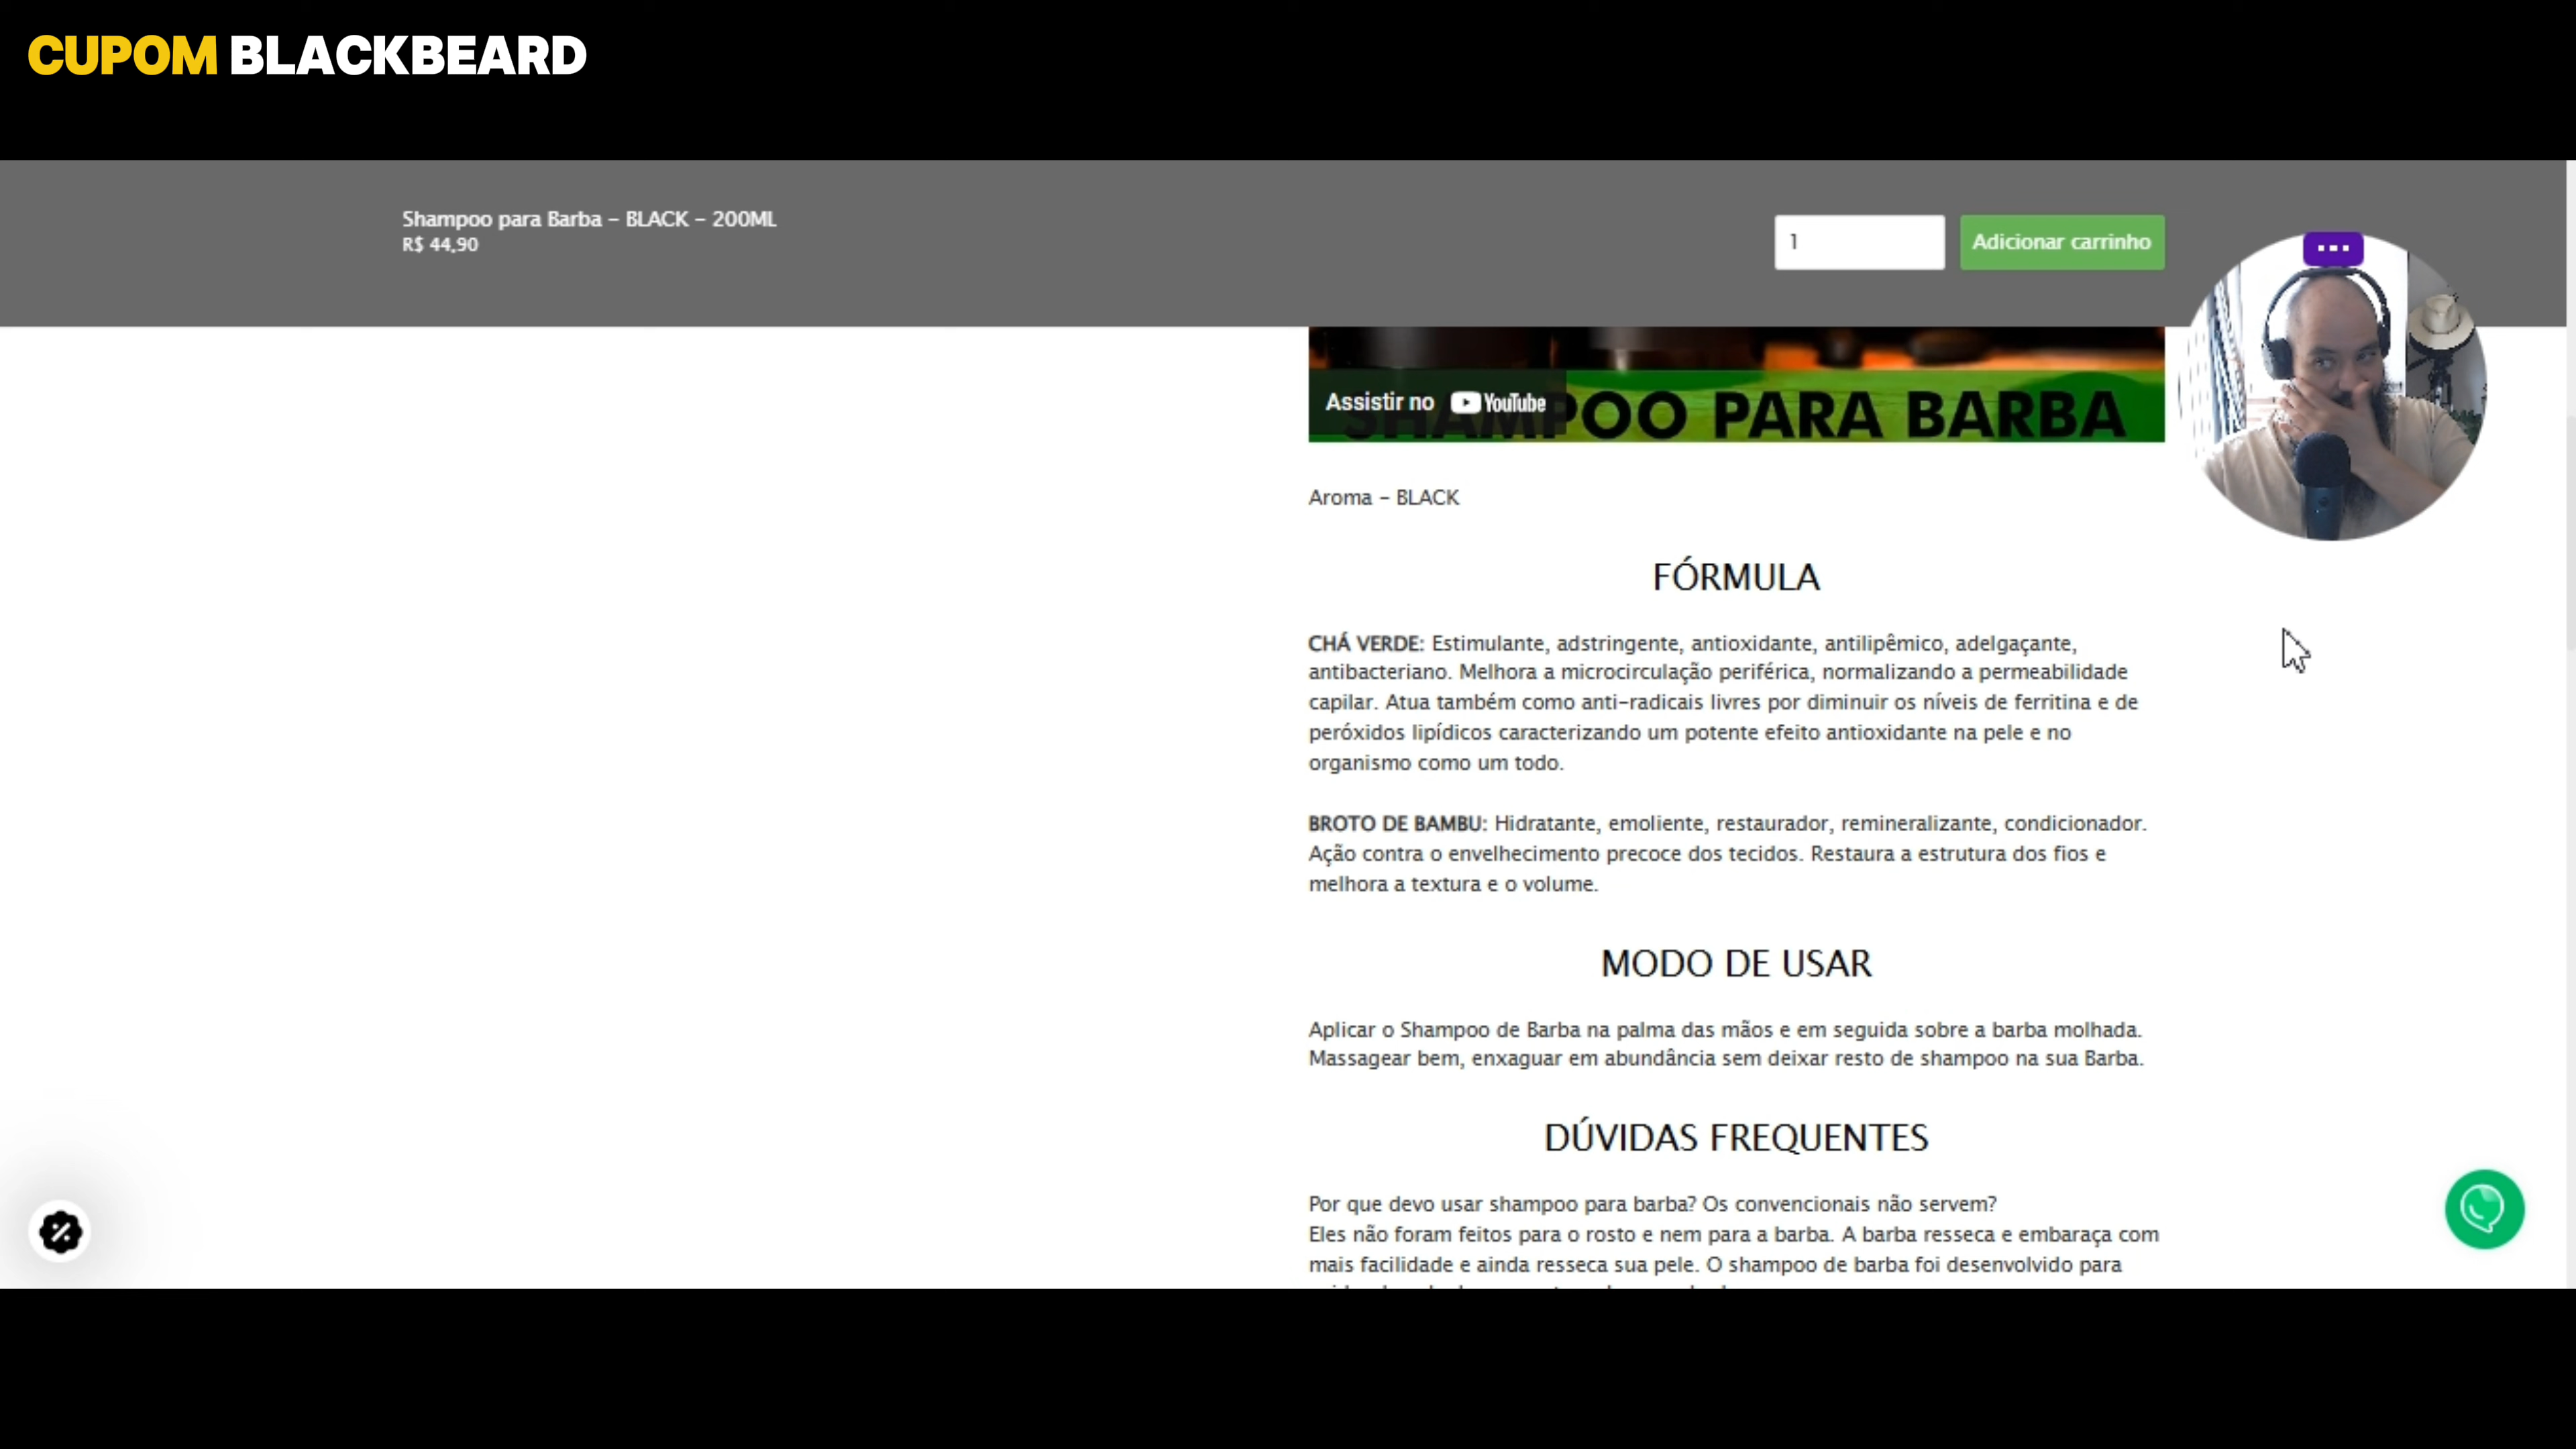 CUPOM BLACKBEARD
Shampoo para Barba - BLACK - 200ML
R$ 44,90
1
Adicionar carrinho
Assistir no YouTube
SHAMPOO PARA BARBA
Aroma - BLACK
FÓRMULA
CHÁ VERDE: Estimulante, adstringente, antioxidante, antilipêmico, adelgaçante,
antibacteriano. Melhora a microcirculação periférica, normalizando a permeabilidade
capilar. Atua também como anti-radicais livres por diminuir os níveis de ferritina e de
peróxidos lipídicos caracterizando um potente efeito antioxidante na pele e no
organismo como um todo.
BROTO DE BAMBU: Hidratante, emoliente, restaurador, remineralizante, condicionador.
Ação contra o envelhecimento precoce dos tecidos. Restaura a estrutura dos fios e
melhora a textura e o volume.
MODO DE USAR
Aplicar o Shampoo de Barba na palma das mãos e em seguida sobre a barba molhada.
Massagear bem, enxaguar em abundância sem deixar resto de shampoo na sua Barba.
DÚVIDAS FREQUENTES
Por que devo usar shampoo para barba? Os convencionais não servem?
Eles não foram feitos para o rosto e nem para a barba. A barba resseca e embaraça com
mais facilidade e ainda resseca sua pele. O shampoo de barba foi desenvolvido para